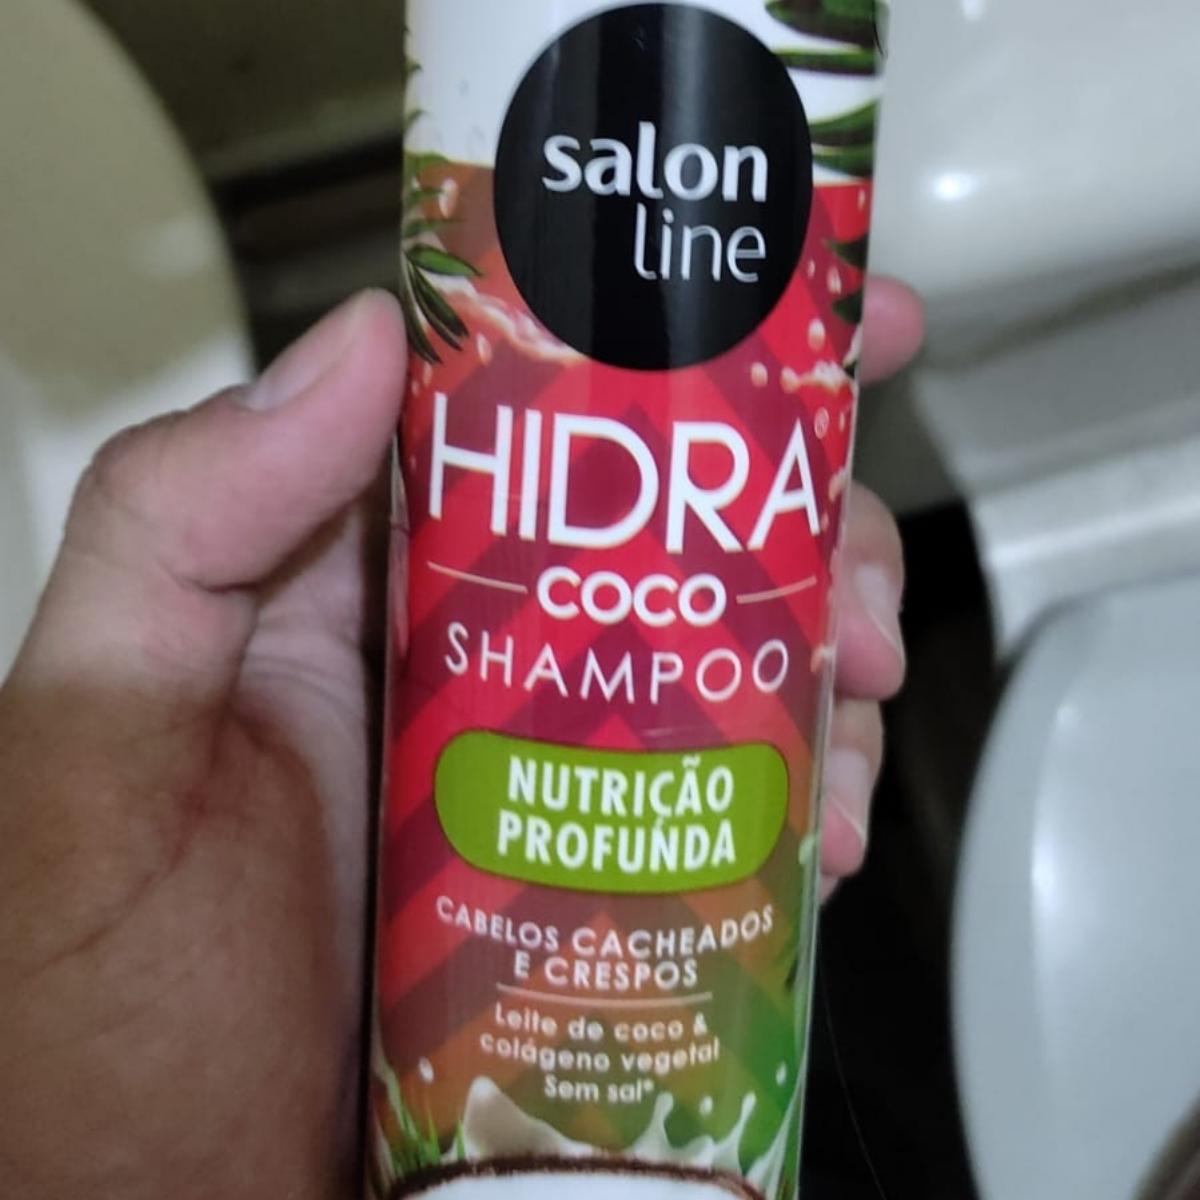 salon
line
HIDRA®
COCO
SHAMPOO
NUTRIÇÃO
PROFUNDA
CABELOS CACHEADOS
E CRESPOS
Leite de coco &
colágeno vegetal
Sem sal*